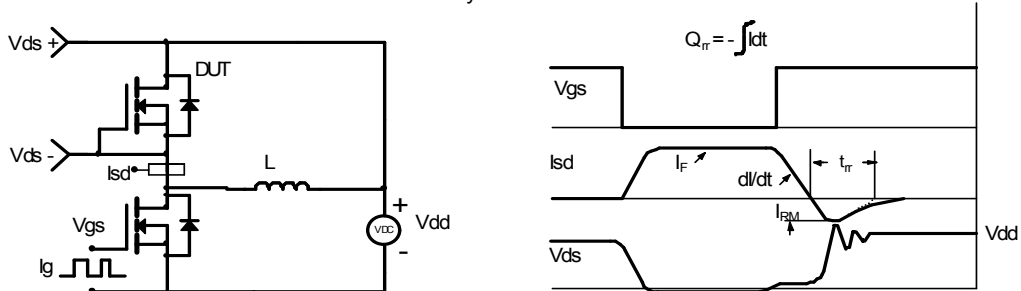 Vds +
DUT
Vds -
Isd
L
Vgs
Ig
+
VDC
-
Vdd
Qrr = - ∫Idt
Vgs
Isd
IF
dI/dt
trr
IRM
Vds
Vdd